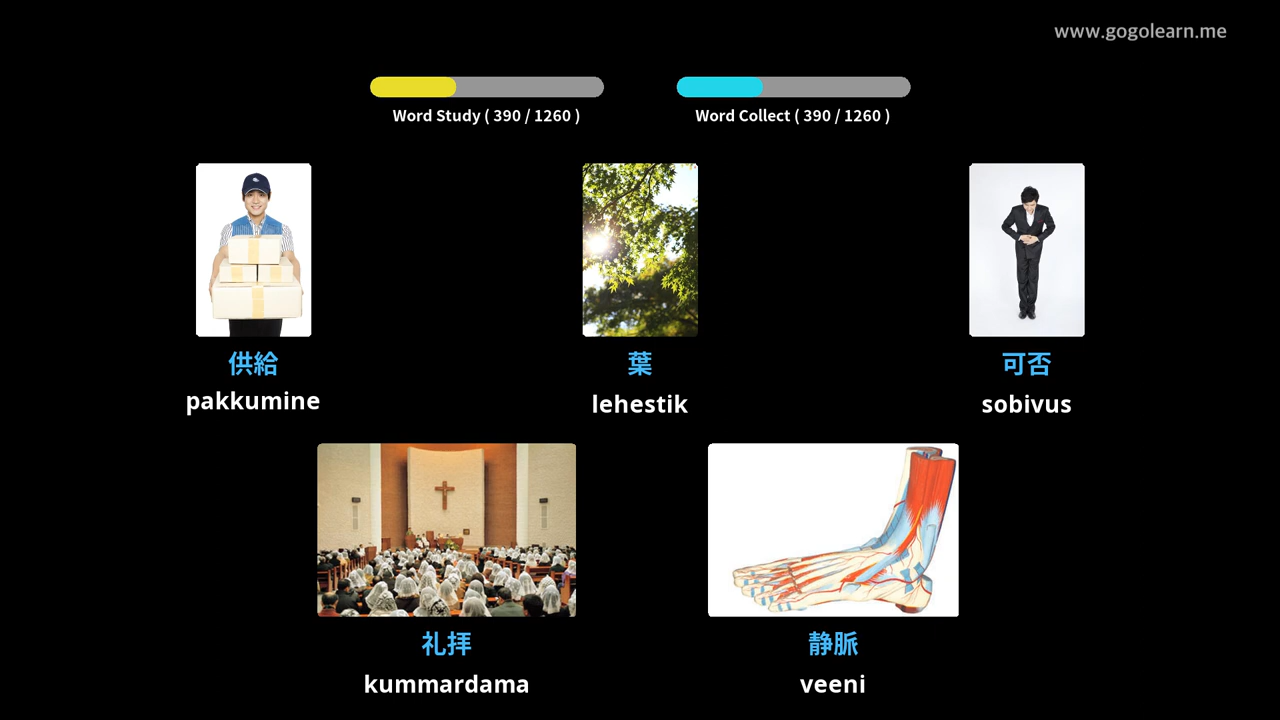 www.gogolearn.me
Word Study ( 390 / 1260 )
Word Collect ( 390 / 1260 )
供給
pakkumine
葉
lehestik
可否
sobivus
礼拝
kummardama
静脈
veeni